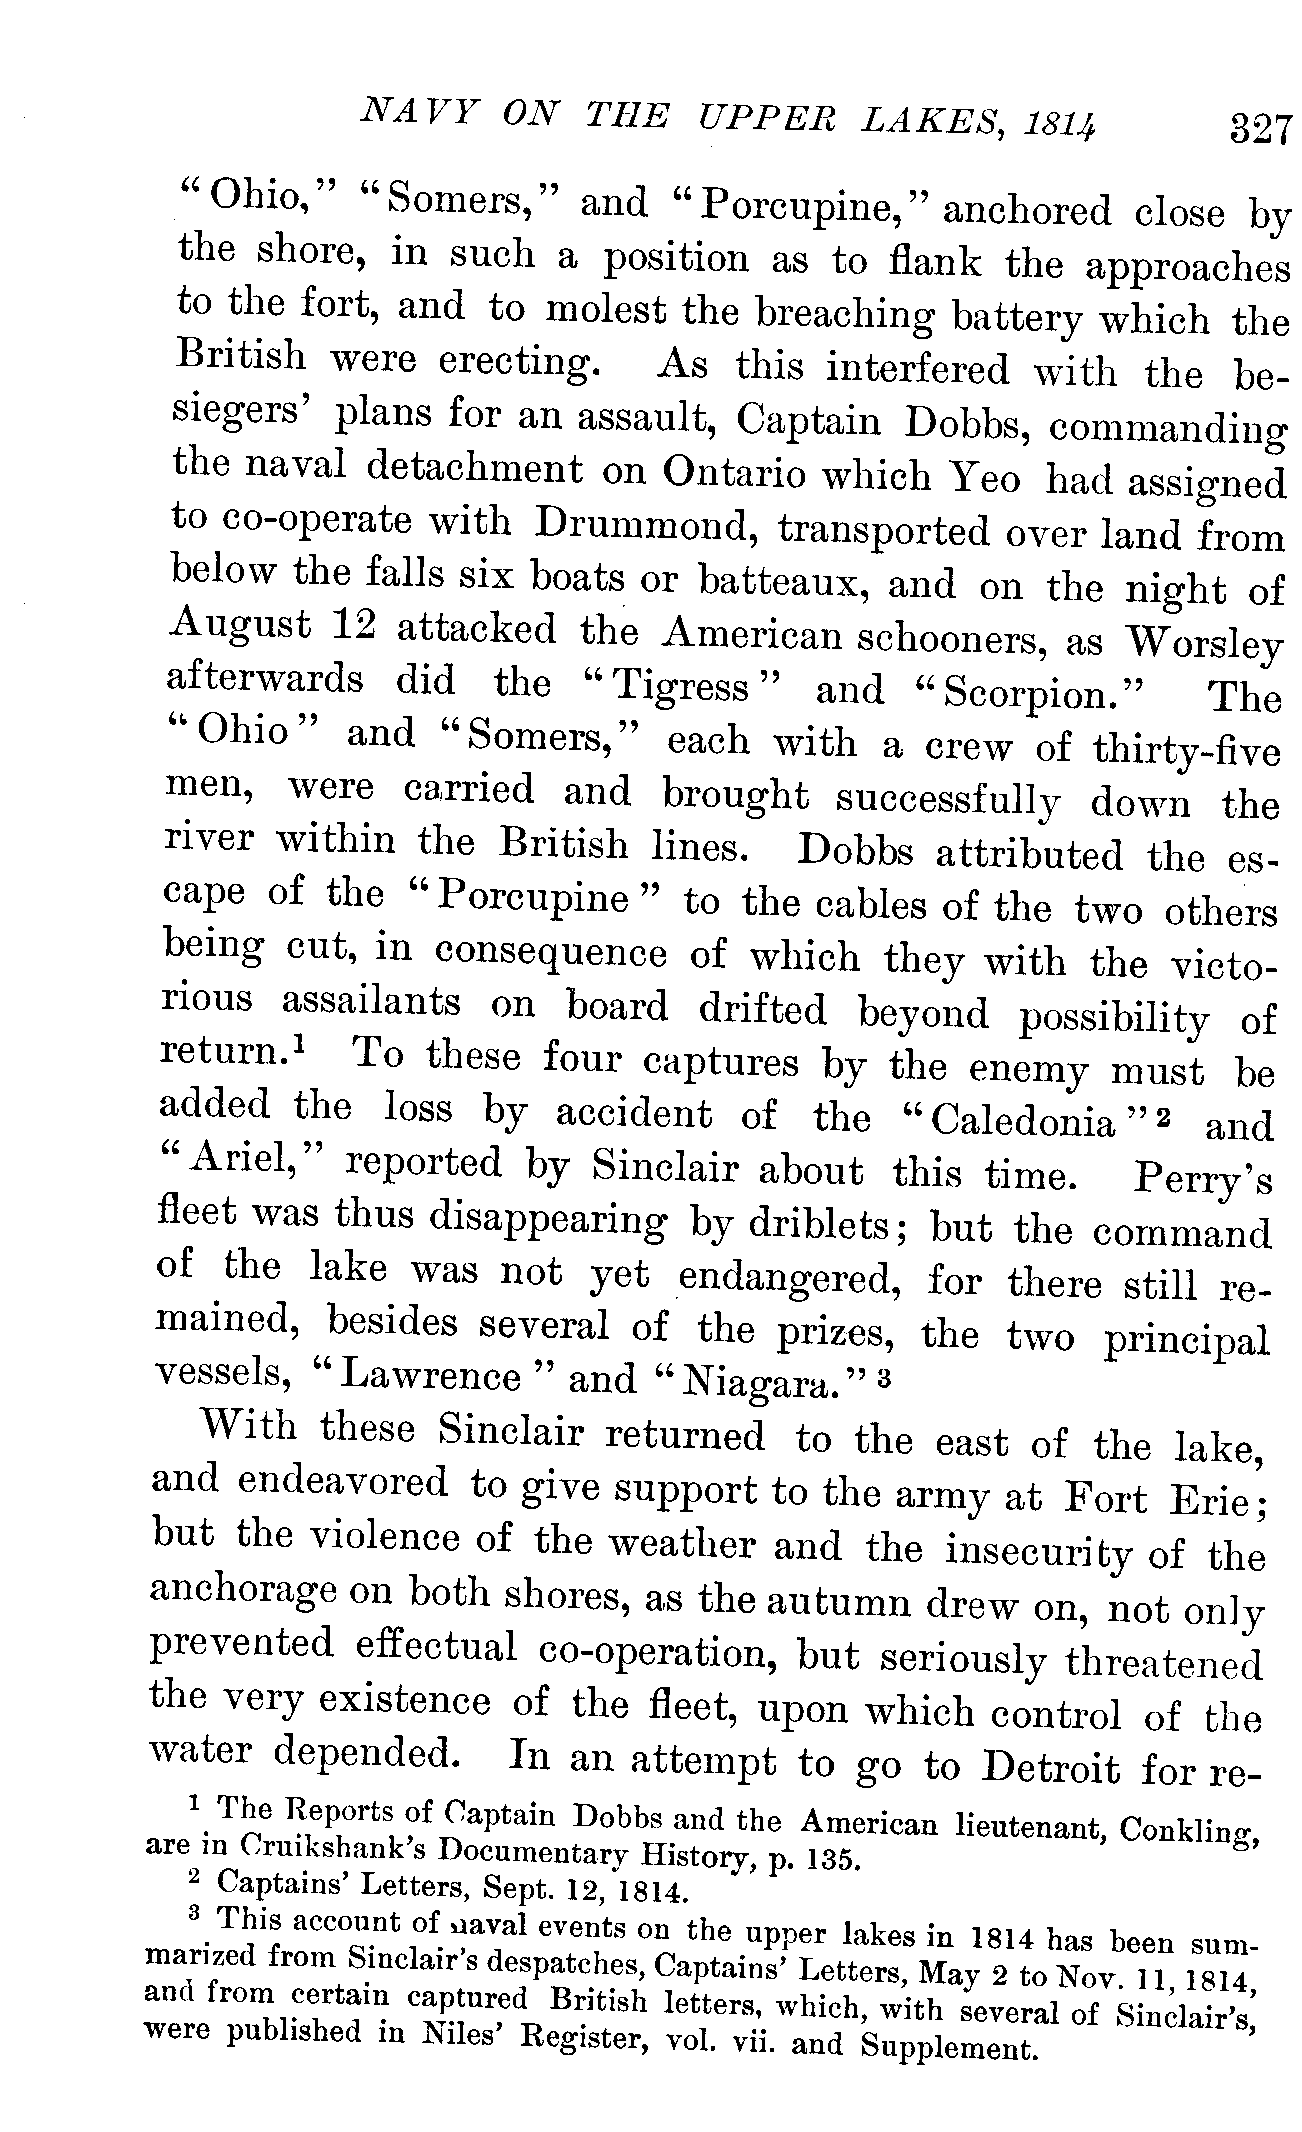 NAVY ON THE UPPER LAKES, 1814 327
“Ohio,” “Somers,” and “Porcupine,” anchored close by
the shore, in such a position as to flank the approaches
to the fort, and to molest the breaching battery which the
British were erecting. As this interfered with the be-
siegers’ plans for an assault, Captain Dobbs, commanding
the naval detachment on Ontario which Yeo had assigned
to co-operate with Drummond, transported over land from
below the falls six boats or batteaux, and on the night of
August 12 attacked the American schooners, as Worsley
afterwards did the “Tigress” and “Scorpion.” The
“Ohio” and “Somers,” each with a crew of thirty-five
men, were carried and brought successfully down the
river within the British lines. Dobbs attributed the es-
cape of the “Porcupine” to the cables of the two others
being cut, in consequence of which they with the victo-
rious assailants on board drifted beyond possibility of
return.¹ To these four captures by the enemy must be
added the loss by accident of the “Caledonia”² and
“Ariel,” reported by Sinclair about this time. Perry’s
fleet was thus disappearing by driblets; but the command
of the lake was not yet endangered, for there still re-
mained, besides several of the prizes, the two principal
vessels, “Lawrence” and “Niagara.”³
With these Sinclair returned to the east of the lake,
and endeavored to give support to the army at Fort Erie;
but the violence of the weather and the insecurity of the
anchorage on both shores, as the autumn drew on, not only
prevented effectual co-operation, but seriously threatened
the very existence of the fleet, upon which control of the
water depended. In an attempt to go to Detroit for re-
¹ The Reports of Captain Dobbs and the American lieutenant, Conkling,
are in Cruikshank’s Documentary History, p. 135.
² Captains’ Letters, Sept. 12, 1814.
³ This account of naval events on the upper lakes in 1814 has been sum-
marized from Sinclair’s despatches, Captains’ Letters, May 2 to Nov. 11, 1814,
and from certain captured British letters, which, with several of Sinclair’s,
were published in Niles’ Register, vol. vii. and Supplement.